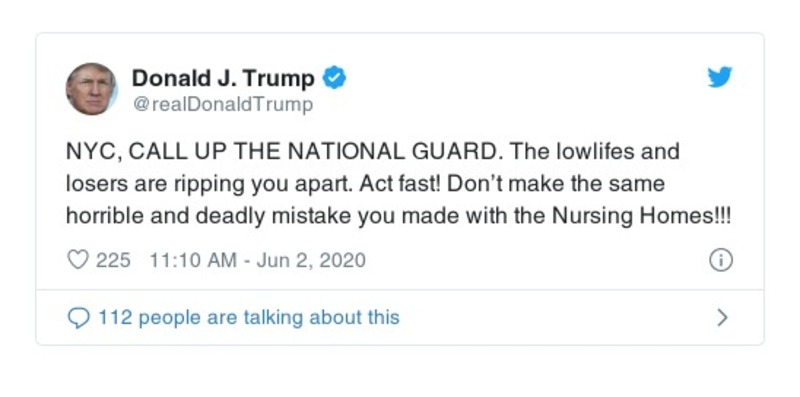 Donald J. Trump
@realDonaldTrump
NYC, CALL UP THE NATIONAL GUARD. The lowlifes and
losers are ripping you apart. Act fast! Don’t make the same
horrible and deadly mistake you made with the Nursing Homes!!!
225 11:10 AM - Jun 2, 2020
112 people are talking about this